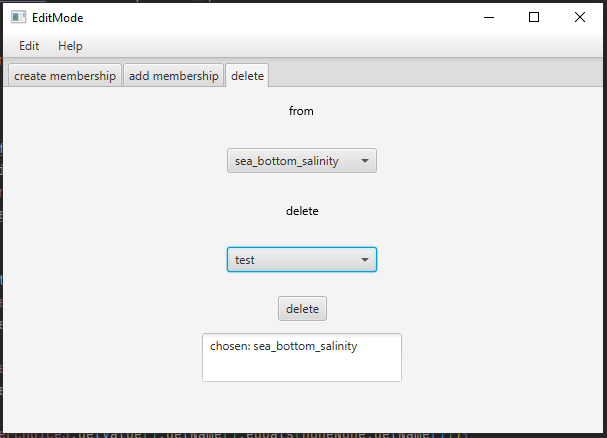 EditMode
Edit Help
create membership add membership delete
from
sea_bottom_salinity
delete
test
delete
chosen: sea_bottom_salinity